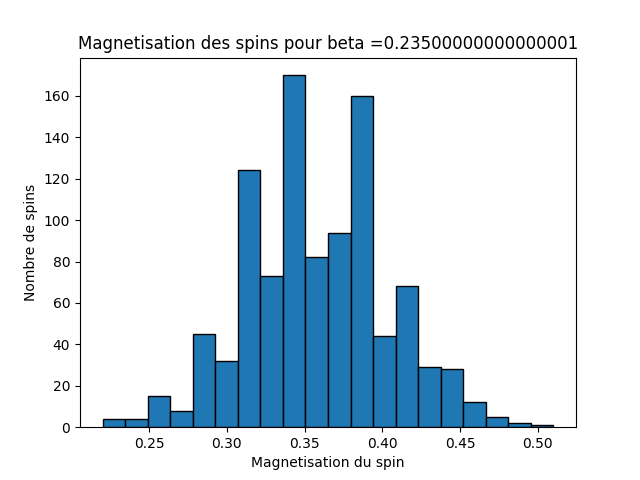 Magnetisation des spins pour beta =0.23500000000000001
160
140
120
100
80
60
40
20
0
Nombre de spins
0.25 0.30 0.35 0.40 0.45 0.50
Magnetisation du spin